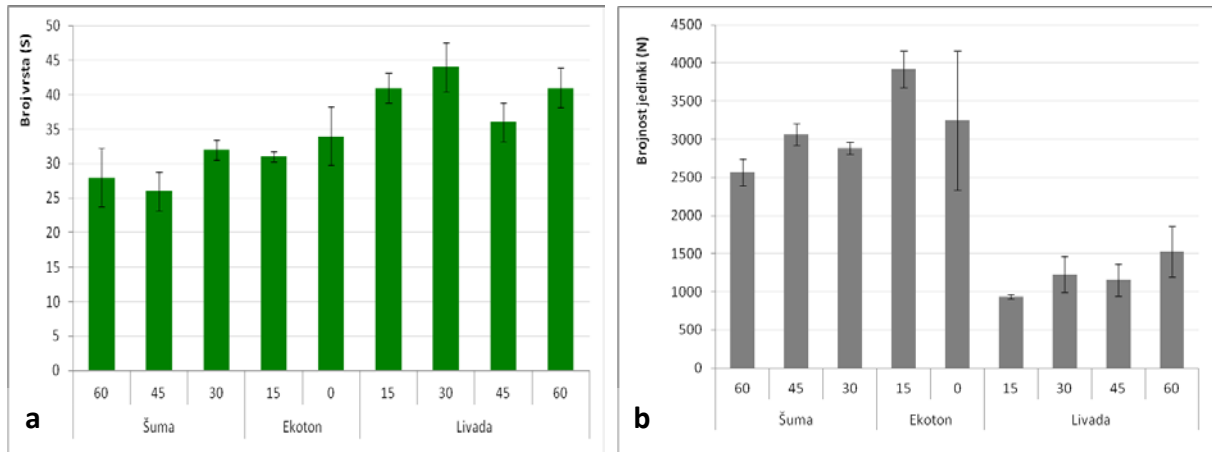 Broj vrsta (S)
50
45
40
35
30
25
20
15
10
5
0
60 45 30 15 0 15 30 45 60
Šuma Ekoton Livada
a
Brojnost jedinki (N)
4500
4000
3500
3000
2500
2000
1500
1000
500
0
60 45 30 15 0 15 30 45 60
Šuma Ekoton Livada
b